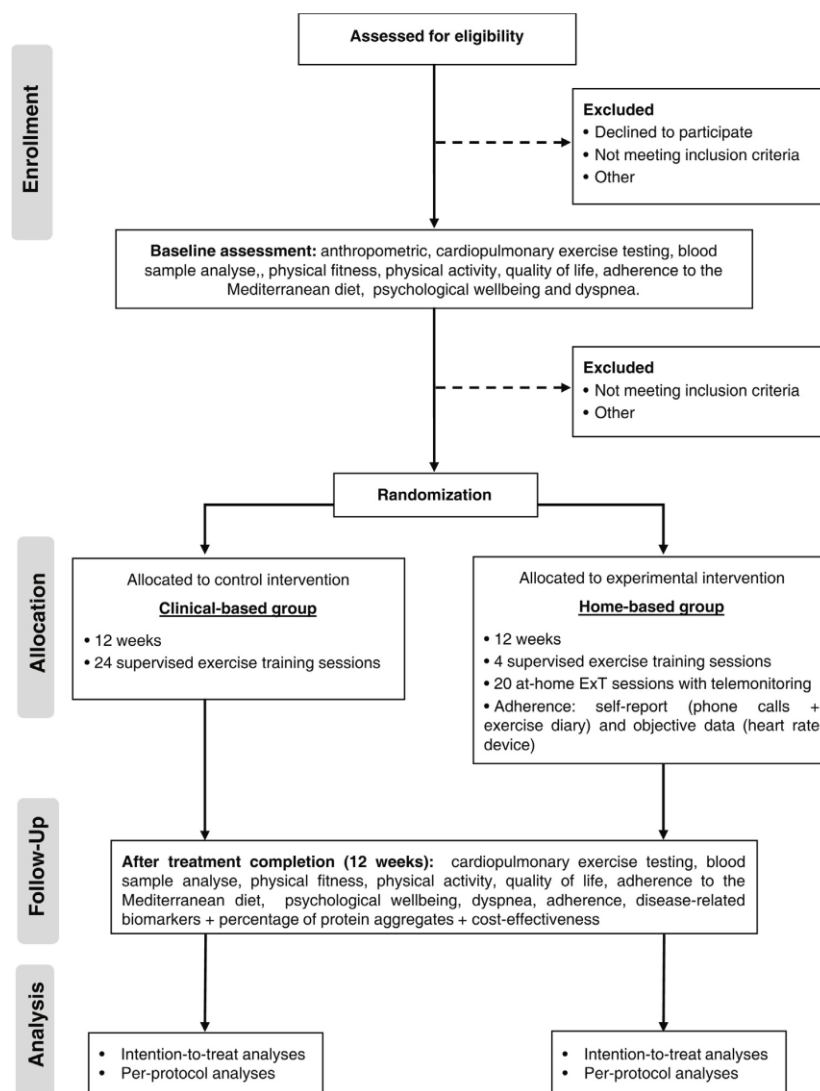 Assessed for eligibility
Enrollment
Excluded
• Declined to participate
• Not meeting inclusion criteria
• Other
Baseline assessment: anthropometric, cardiopulmonary exercise testing, blood
sample analyse,, physical fitness, physical activity, quality of life, adherence to the
Mediterranean diet, psychological wellbeing and dyspnea.
Excluded
• Not meeting inclusion criteria
• Other
Randomization
Allocation
Allocated to control intervention
Clinical-based group
• 12 weeks
• 24 supervised exercise training sessions
Allocated to experimental intervention
Home-based group
• 12 weeks
• 4 supervised exercise training sessions
• 20 at-home ExT sessions with telemonitoring
• Adherence: self-report (phone calls +
exercise diary) and objective data (heart rate
device)
Follow-Up
After treatment completion (12 weeks): cardiopulmonary exercise testing, blood
sample analyse, physical fitness, physical activity, quality of life, adherence to the
Mediterranean diet, psychological wellbeing, dyspnea, adherence, disease-related
biomarkers + percentage of protein aggregates + cost-effectiveness
Analysis
• Intention-to-treat analyses
• Per-protocol analyses
• Intention-to-treat analyses
• Per-protocol analyses